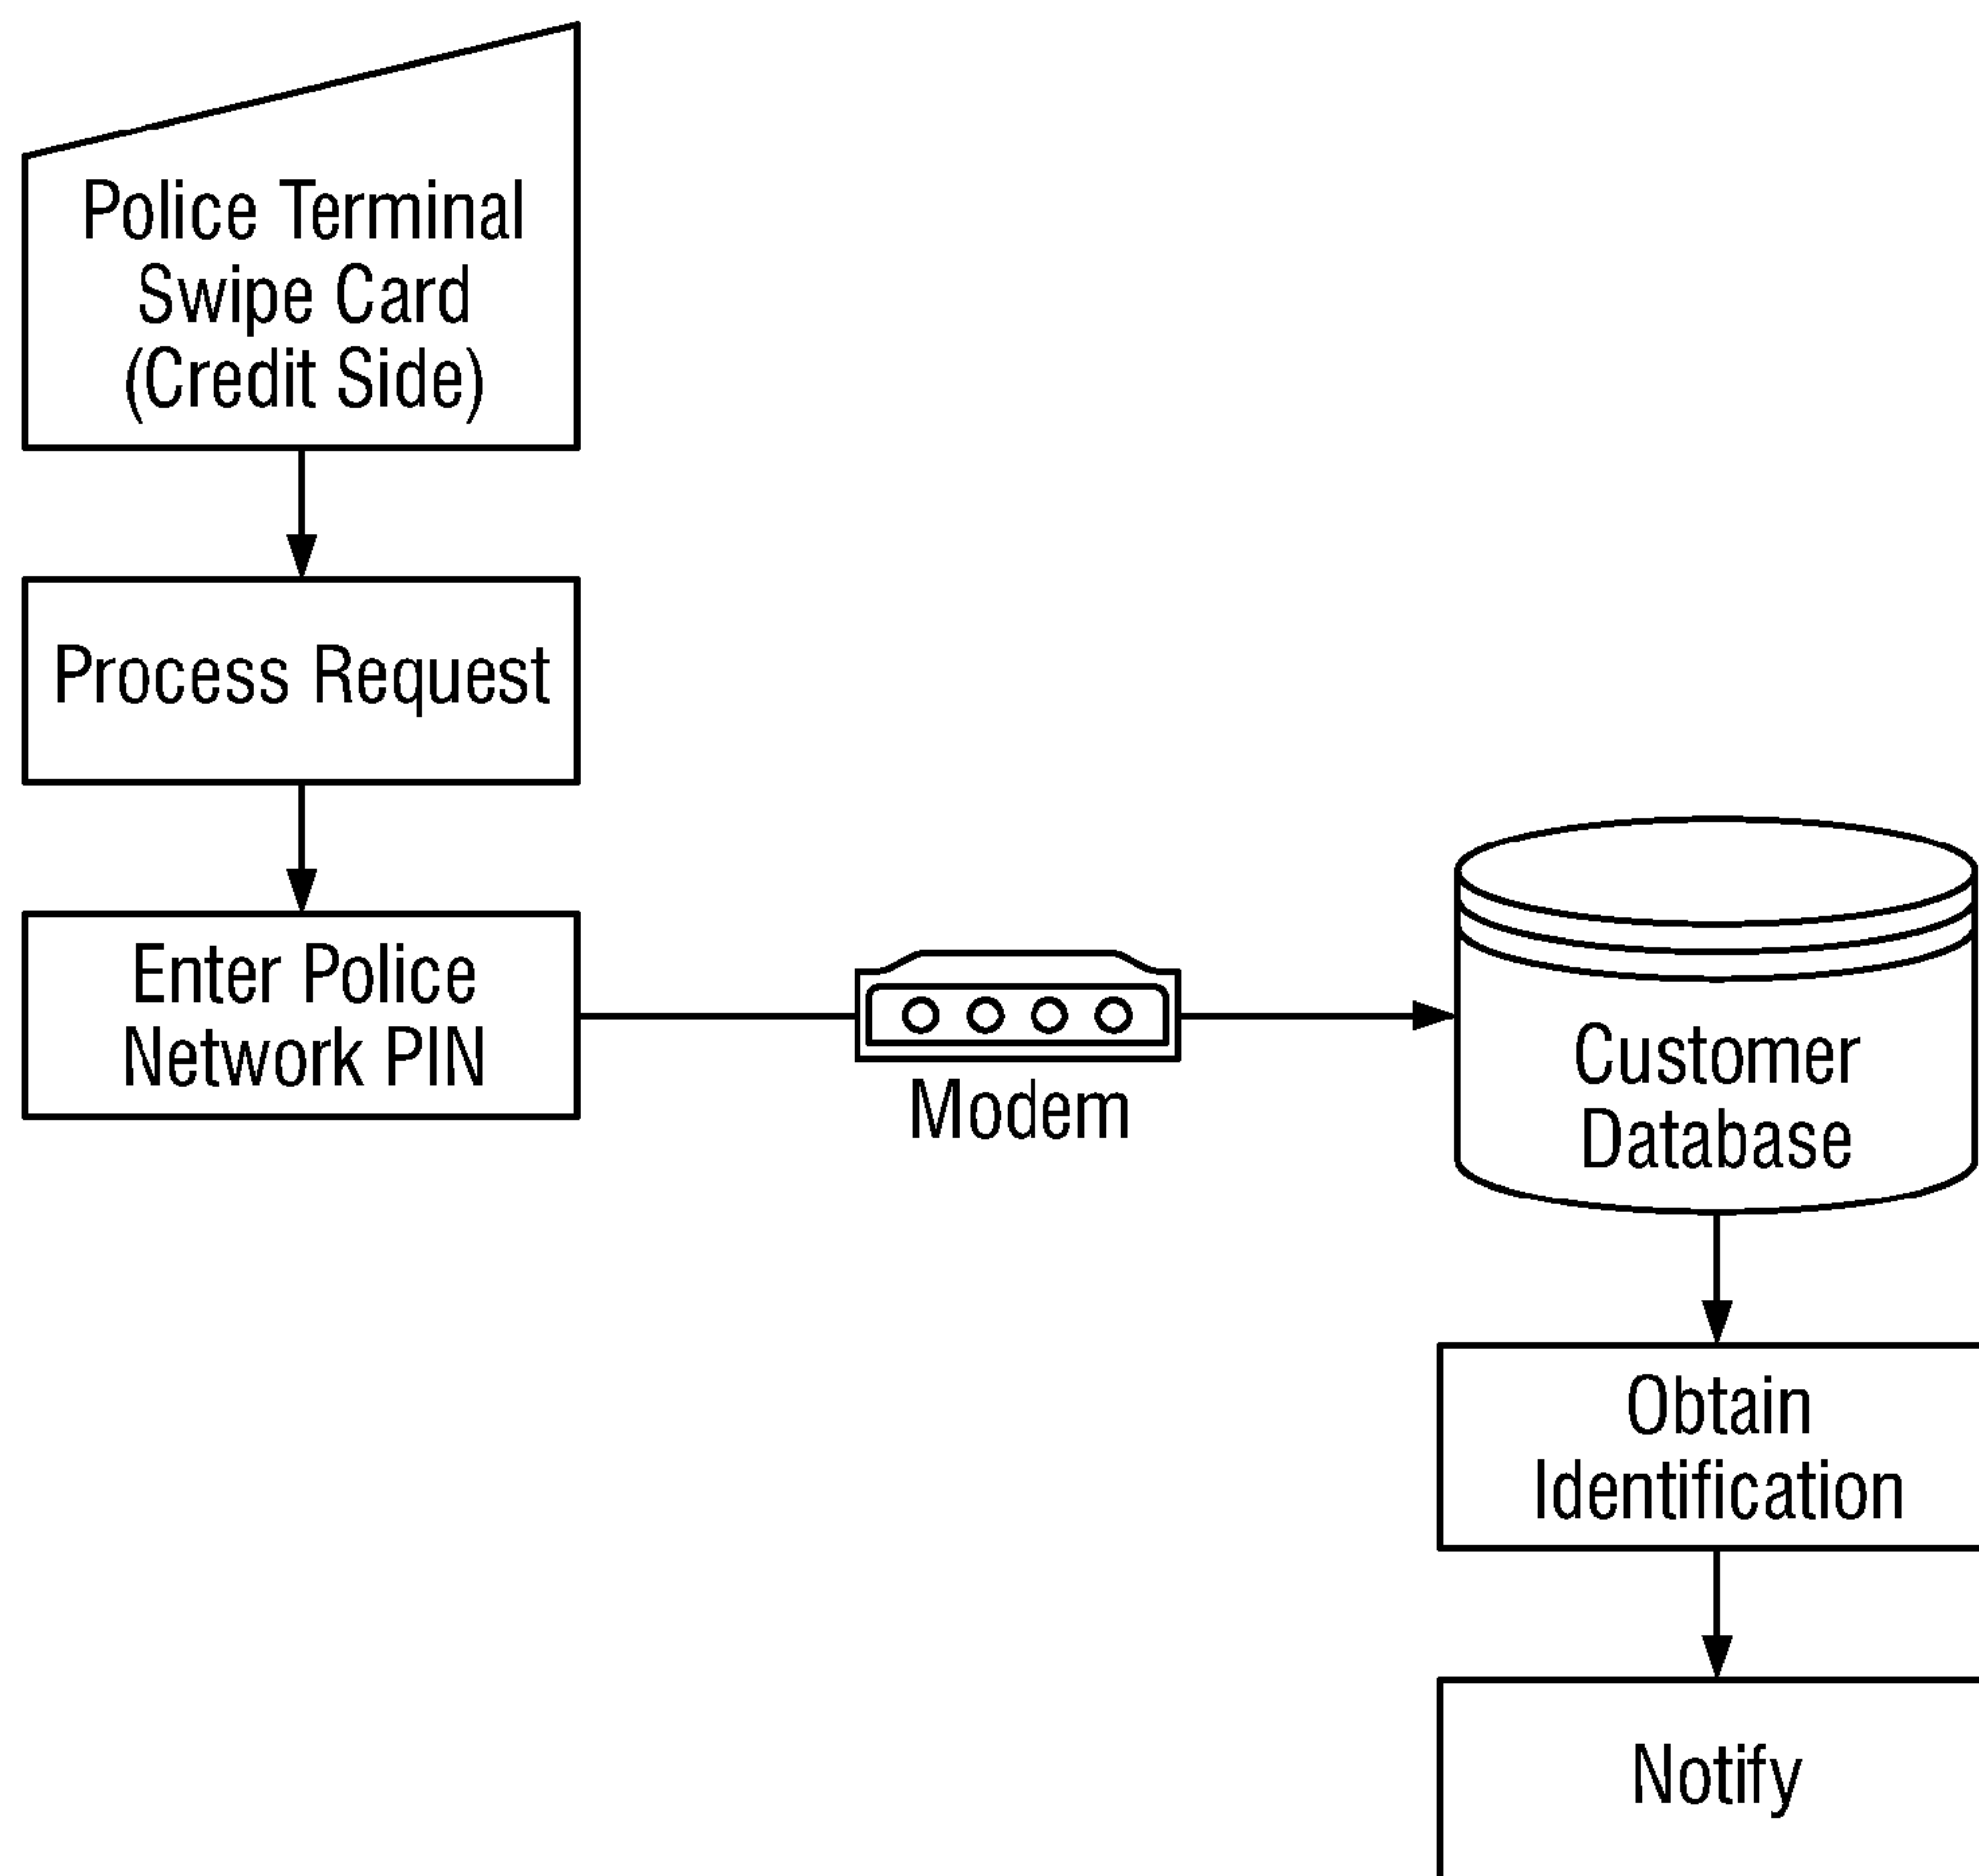 Police Terminal
Swipe Card
(Credit Side)
Process Request
Enter Police
Network PIN
Modem
Customer
Database
Obtain
Identification
Notify